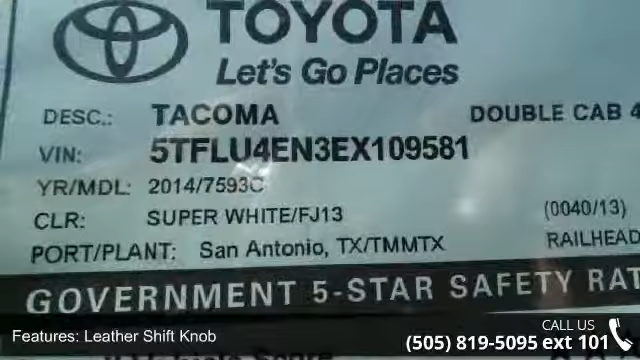 TOYOTA
Let's Go Places
DESC.: TACOMA DOUBLE CAB 4
VIN: 5TFLU4EN3EX109581
YR/MDL: 2014/7593C
CLR: SUPER WHITE/FJ13 (0040/13)
PORT/PLANT: San Antonio, TX/TMMTX RAILHEAD
GOVERNMENT 5-STAR SAFETY RAT
CALL US
Features: Leather Shift Knob
(505) 819-5095 ext 101
Score